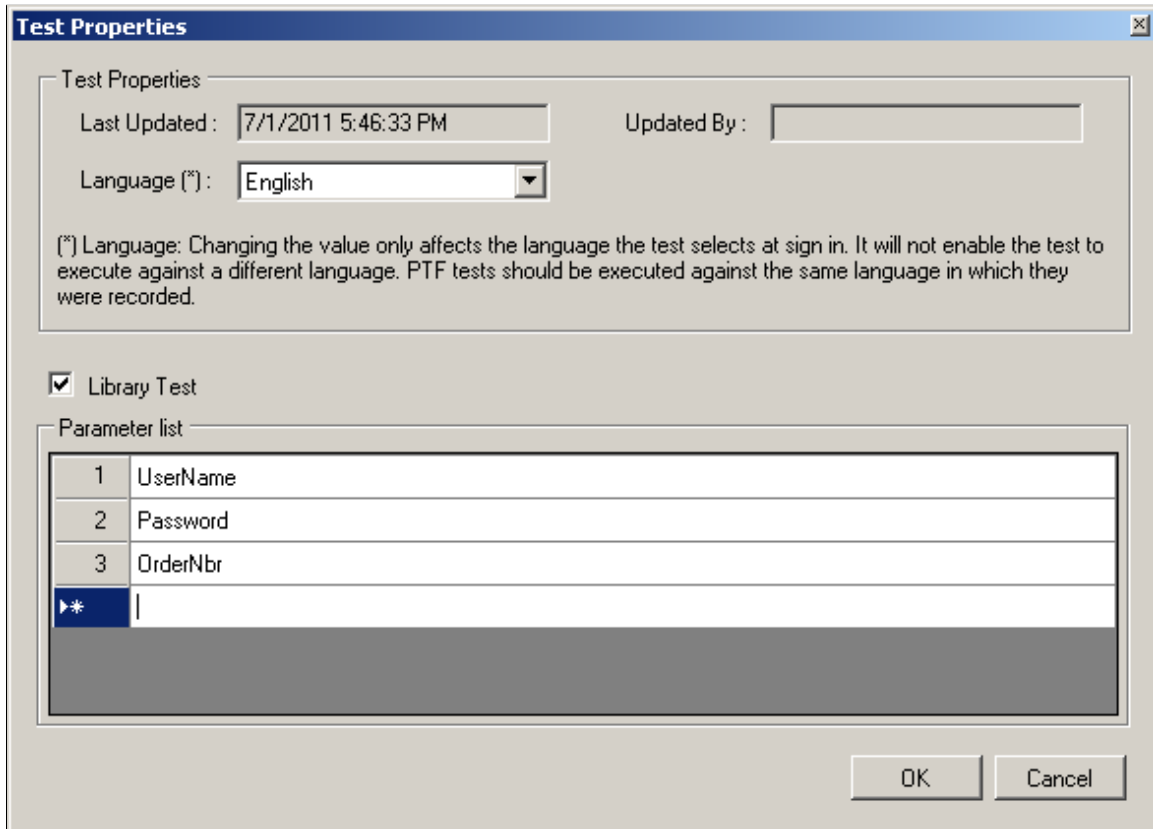 Test Properties
Test Properties
Last Updated : 7/1/2011 5:46:33 PM Updated By :
Language (*) : English
(*) Language: Changing the value only affects the language the test selects at sign in. It will not enable the test to
execute against a different language. PTF tests should be executed against the same language in which they
were recorded.
Library Test
Parameter list
1 UserName
2 Password
3 OrderNbr
OK Cancel